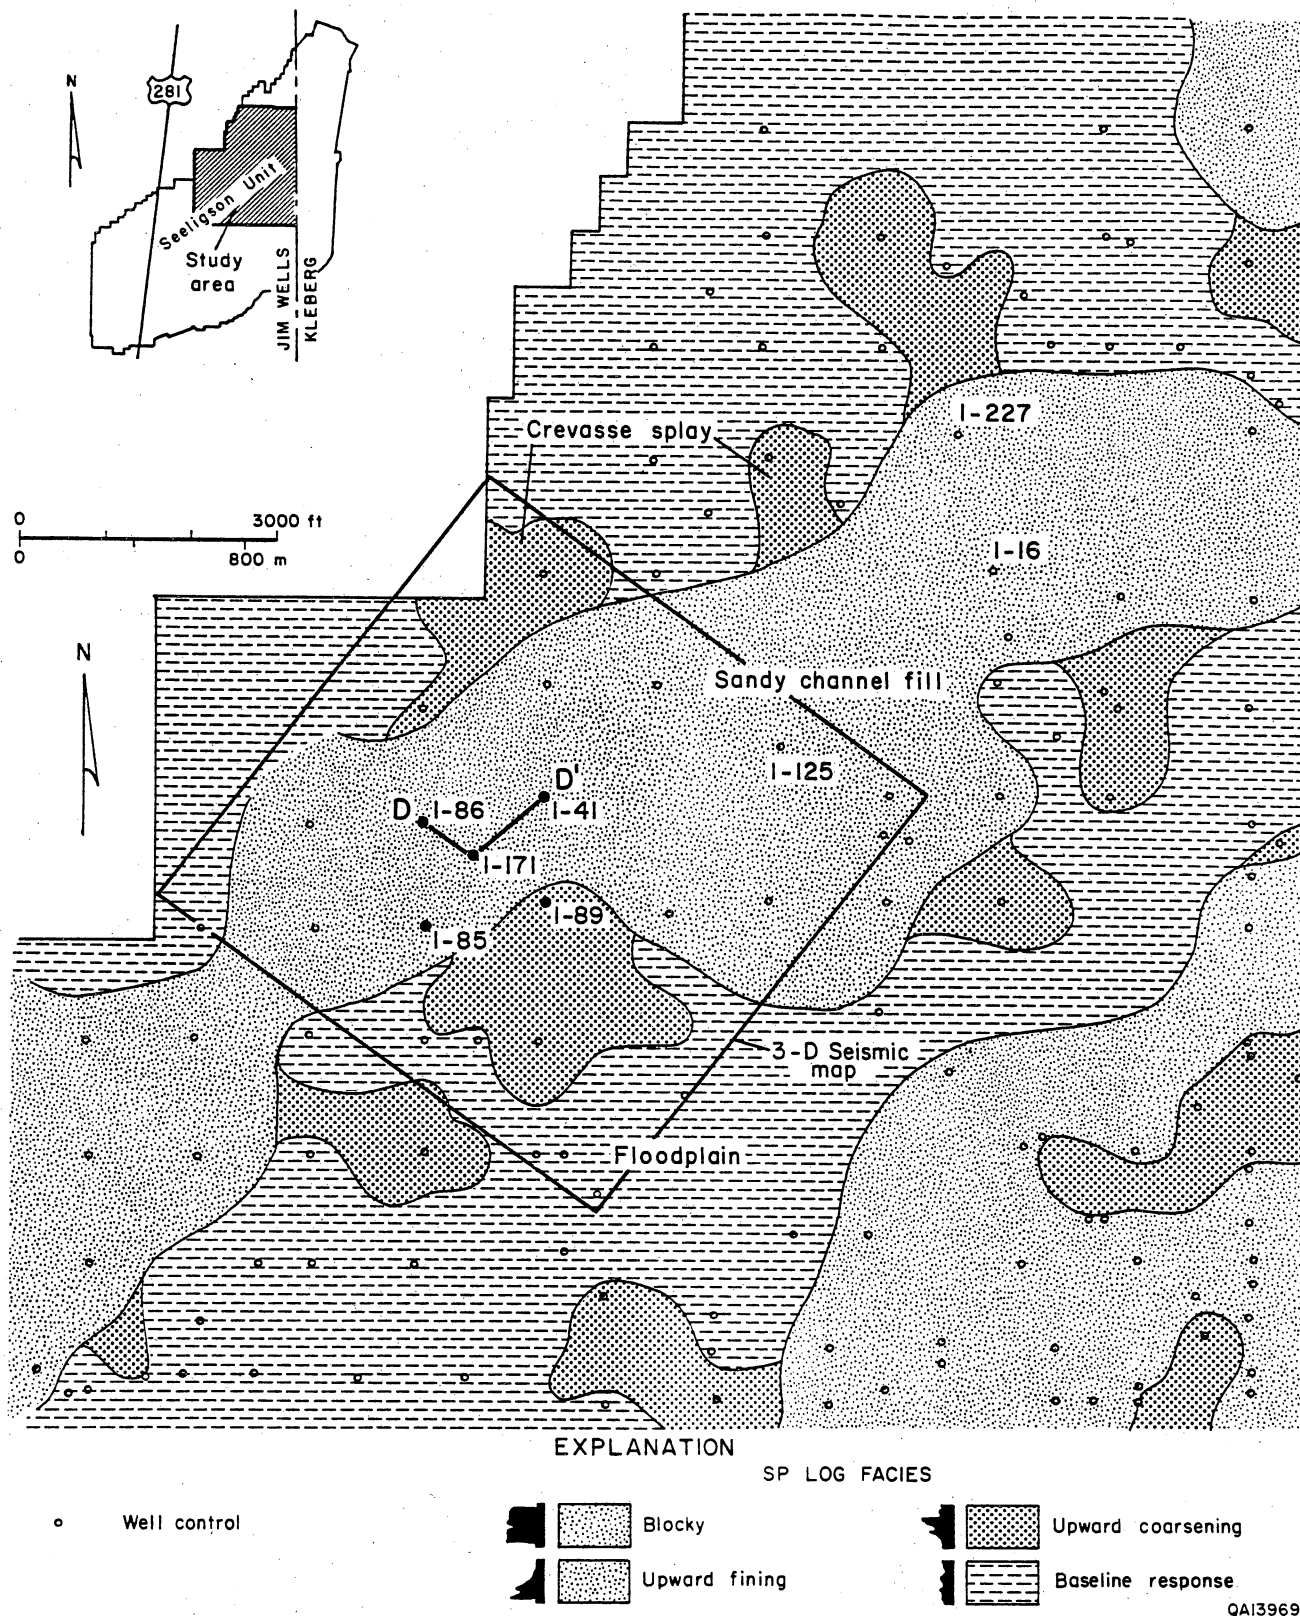 N
281
Seeligson Unit
Study
area
JIM WELLS
KLEBERG
I-227
Crevasse splay
0 3000 ft
0 800 m
I-16
N
Sandy channel fill
I-125
D'
D I-86
I-41
I-171
I-89
I-85
3-D Seismic
map
Floodplain
EXPLANATION
SP LOG FACIES
Well control
Blocky
Upward coarsening
Upward fining
Baseline response
QA13969